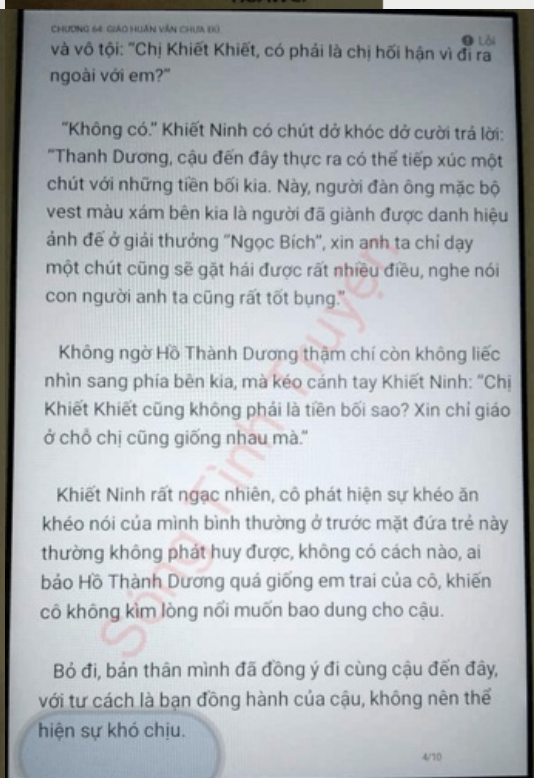 CHƯƠNG 64: GIÁO HUẤN VẪN CHƯA ĐỦ
Lỗi
và vô tội: "Chị Khiết Khiết, có phải là chị hối hận vì đi ra
ngoài với em?"
"Không có." Khiết Ninh có chút dở khóc dở cười trả lời:
"Thanh Dương, cậu đến đây thực ra có thể tiếp xúc một
chút với những tiền bối kia. Này, người đàn ông mặc bộ
vest màu xám bên kia là người đã giành được danh hiệu
ảnh đế ở giải thưởng "Ngọc Bích", xin anh ta chỉ dạy
một chút cũng sẽ gặt hái được rất nhiều điều, nghe nói
con người anh ta cũng rất tốt bụng."
Không ngờ Hồ Thành Dương thậm chí còn không liếc
nhìn sang phía bên kia, mà kéo cánh tay Khiết Ninh: "Chị
Khiết Khiết cũng không phải là tiền bối sao? Xin chỉ giáo
ở chỗ chị cũng giống nhau mà."
Khiết Ninh rất ngạc nhiên, cô phát hiện sự khéo ăn
khéo nói của mình bình thường ở trước mặt đứa trẻ này
thường không phát huy được, không có cách nào, ai
bảo Hồ Thành Dương quá giống em trai của cô, khiến
cô không kìm lòng nổi muốn bao dung cho cậu.
Bỏ đi, bản thân mình đã đồng ý đi cùng cậu đến đây,
với tư cách là bạn đồng hành của cậu, không nên thể
hiện sự khó chịu.
4/10
Sóng Tình Truyện